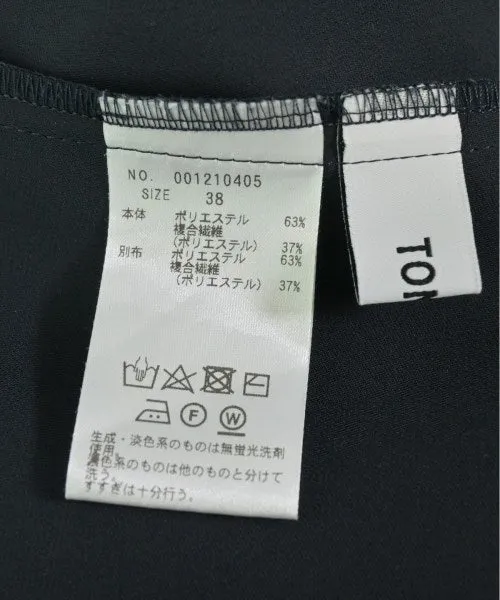 NO. 001210405
SIZE 38
本体 ポリエステル 63%
複合繊維
(ポリエステル) 37%
別布 ポリエステル 63%
複合繊維
(ポリエステル) 37%
F W
生成・淡色系のものは無蛍光洗剤
使用。
濃色系のものは他のものと分けて
洗う。
すすぎは十分行う。
TO